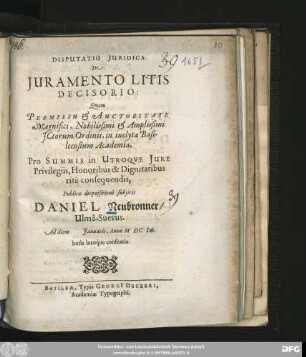 DISPUTATIO JURIDICA
De
JURAMENTO LITIS
DECISORIO:
Quam
PERMISSU & AUCTORITATE
Magnifici, Nobilissimi & Amplissimi
JCtorum Ordinis, in inclyta Basi-
leensium Academia,
Pro SUMMIS in UTROQUE JURE
Privilegiis, Honoribus & Dignitatibus
ritè consequendis,
Publicæ disquisitioni subjicit
DANIEL Neubronner/
Ulmâ-Suevus.
Ad diem Januarii, Anno M DC LI.
horis locoque consuetis.
BASILEÆ, Typis GEORGI DECKERI,
Academiæ Typographi.